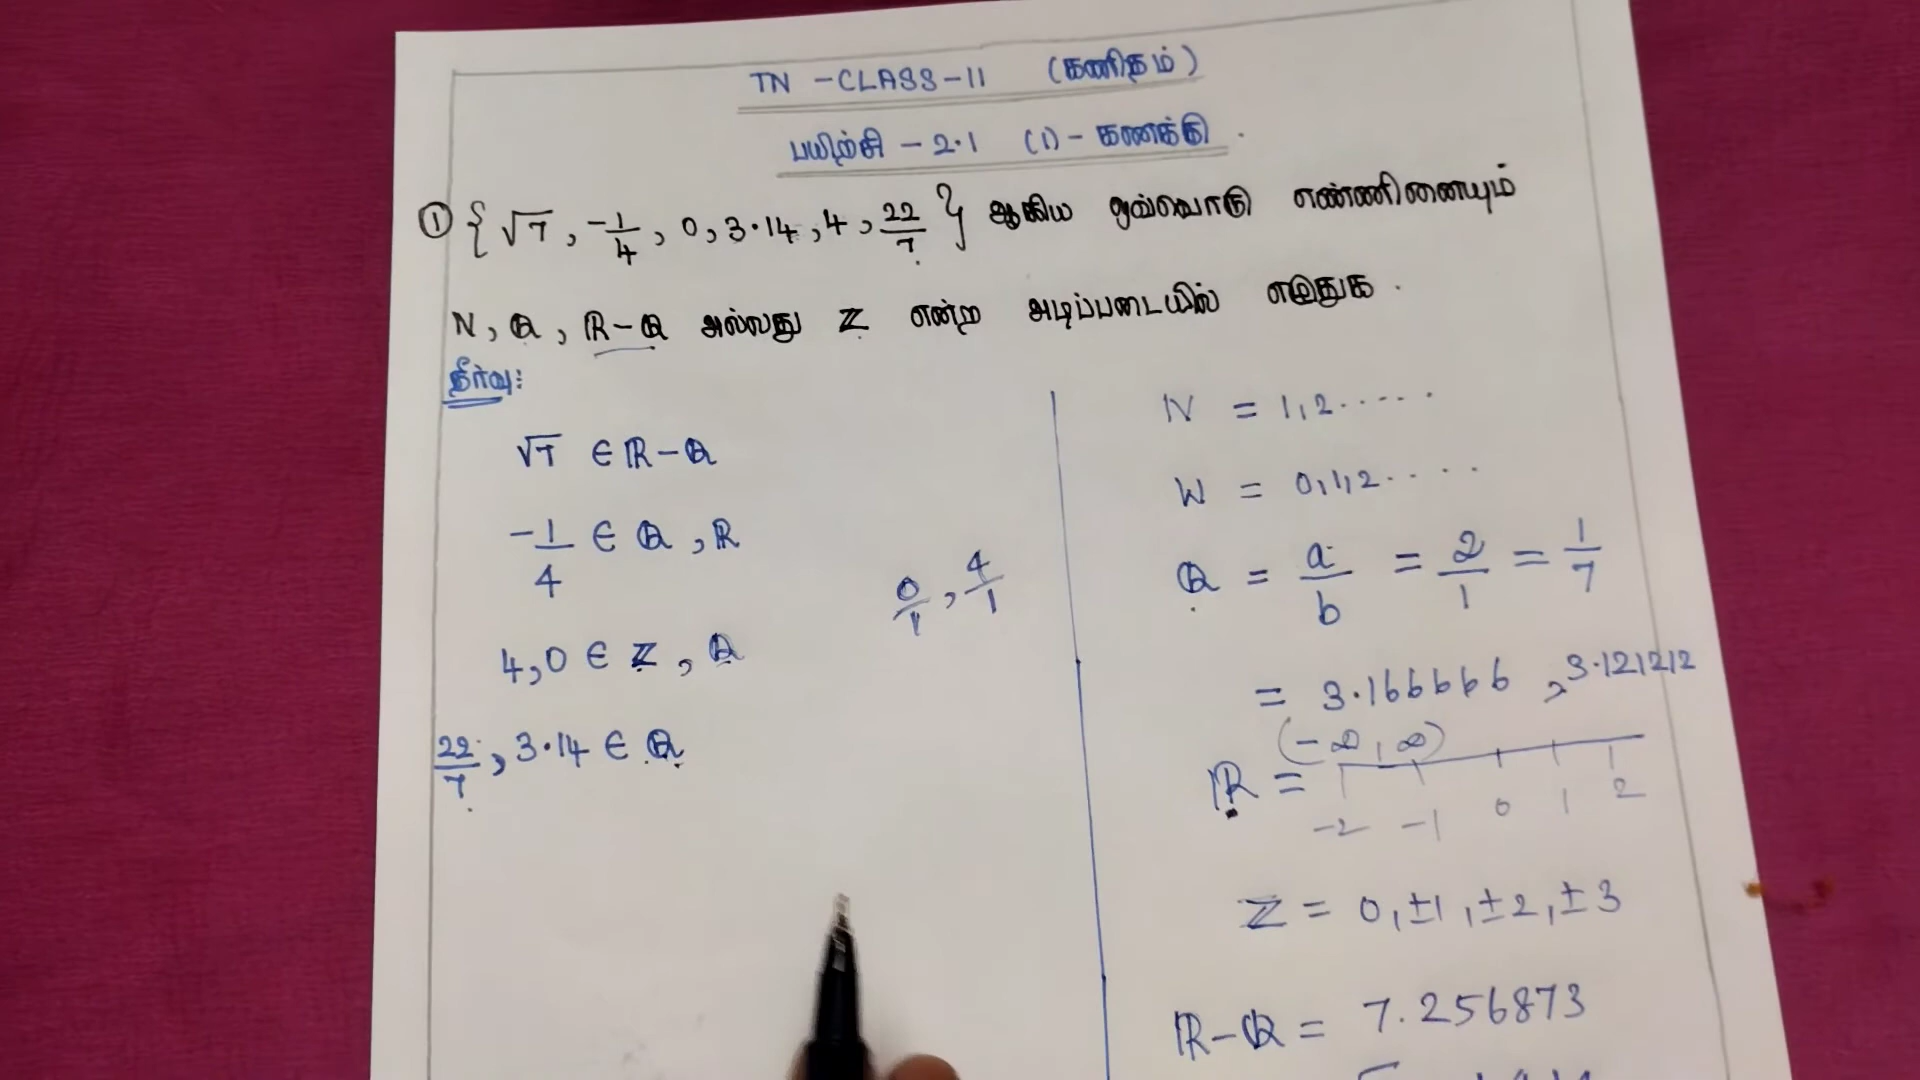 TN - CLASS - 11 (கணிதம்)
பயிற்சி - 2.1 (1) - கணக்கு.
① {√7, -1/4, 0, 3.14, 4, 22/7} ஆகிய ஒவ்வொரு எண்ணினையும்
N, Q, R-Q அல்லது Z என்ற அடிப்படையில் எழுதுக.
தீர்வு:
√7 ∈ R-Q
-1/4 ∈ Q, R
4, 0 ∈ Z, Q
22/7, 3.14 ∈ Q
0/1, 4/1
N = 1, 2 .....
W = 0, 1, 2 ....
Q = a/b = 2/1 = 1/7
= 3.166666, 3.121212
(-∞, ∞)
R =
-2 -1 0 1 2
Z = 0, ±1, ±2, ±3
R-Q = 7.256873